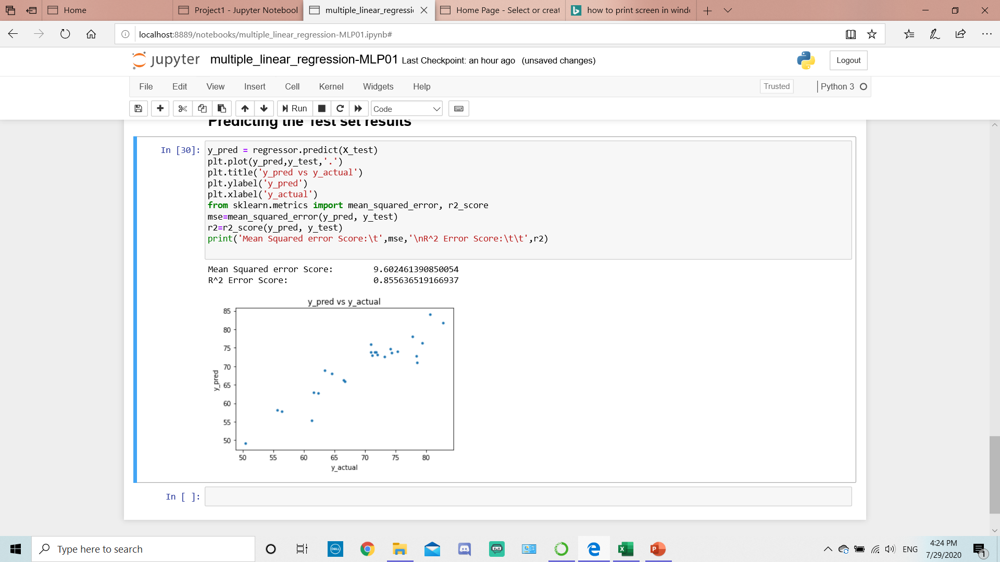 Home
Project1 - Jupyter Notebool
multiple_linear_regressi
Home Page - Select or creat
how to print screen in wind
localhost:8889/notebooks/multiple_linear_regression-MLP01.ipynb#
jupyter multiple_linear_regression-MLP01 Last Checkpoint: an hour ago (unsaved changes)
Logout
File Edit View Insert Cell Kernel Widgets Help
Trusted
Python 3
Run
Code
Predicting the Test set results
In [30]:
y_pred = regressor.predict(X_test)
plt.plot(y_pred,y_test,'.')
plt.title('y_pred vs y_actual')
plt.ylabel('y_pred')
plt.xlabel('y_actual')
from sklearn.metrics import mean_squared_error, r2_score
mse=mean_squared_error(y_pred, y_test)
r2=r2_score(y_pred, y_test)
print('Mean Squared error Score:\t',mse,'\nR^2 Error Score:\t\t',r2)
Mean Squared error Score: 9.602461390850054
R^2 Error Score: 0.855636519166937
y_pred vs y_actual
85
80
75
70
65
60
55
50
y_pred
50 55 60 65 70 75 80
y_actual
In [ ]:
Type here to search
DELL
ENG
4:24 PM
7/29/2020
1